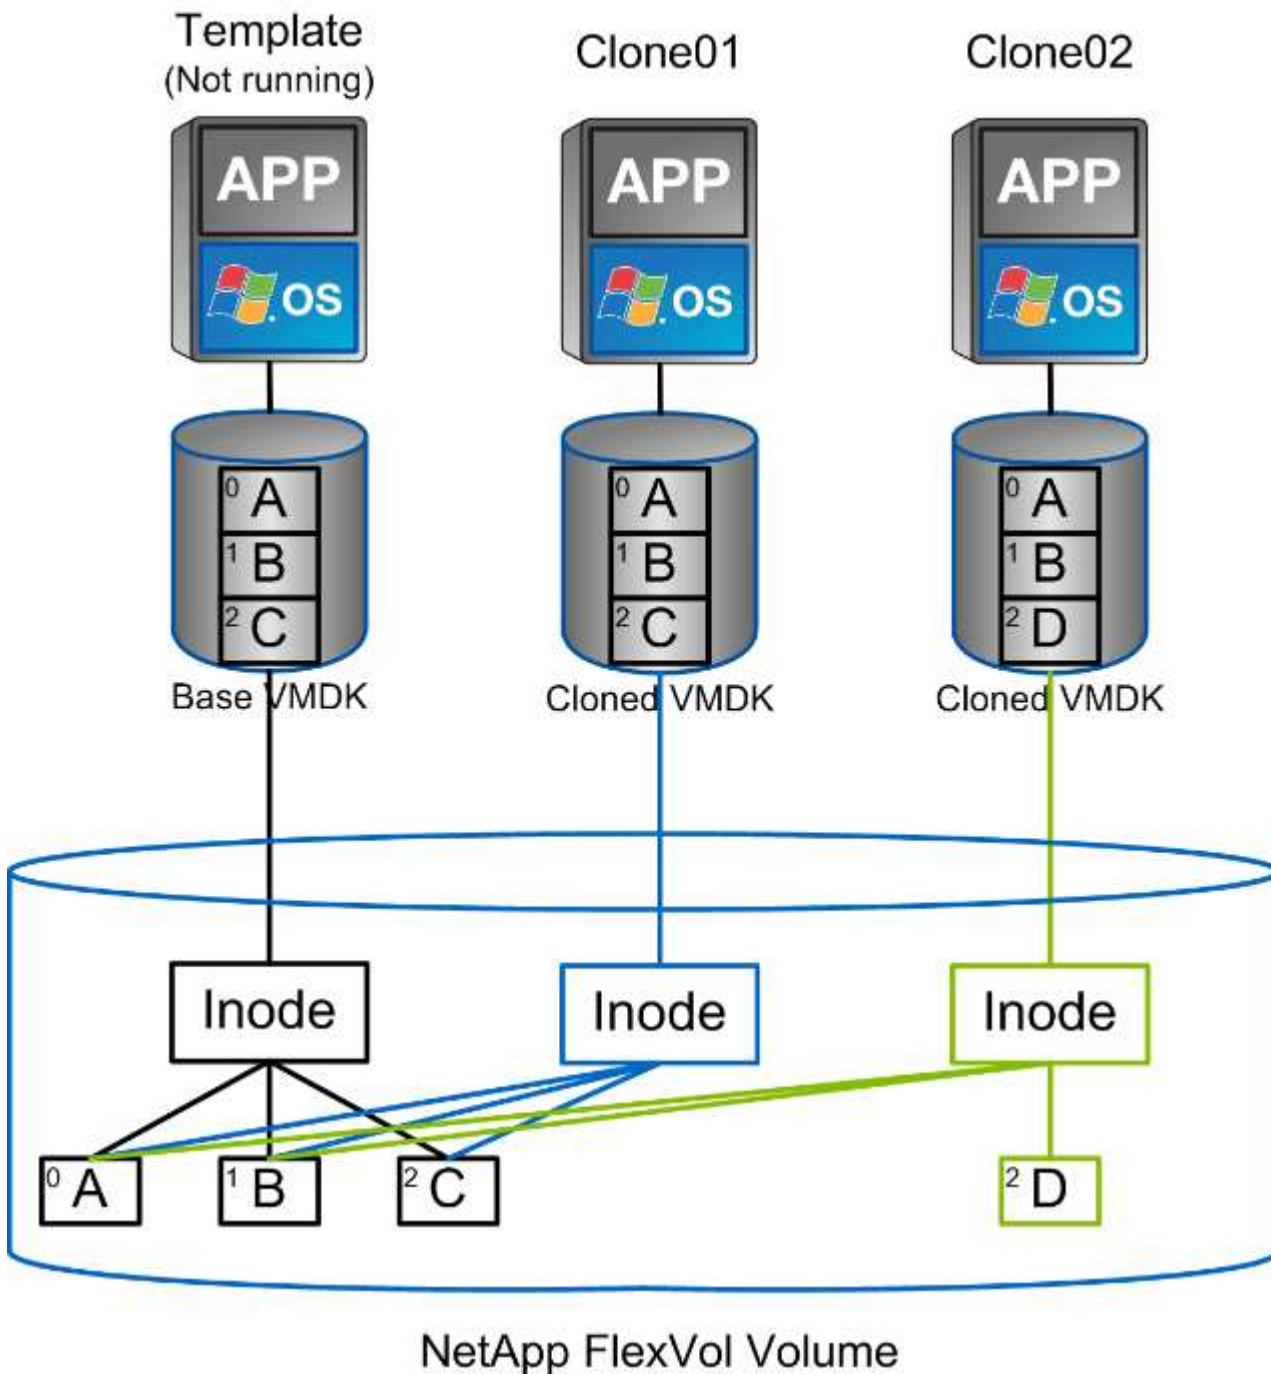 Template
(Not running)
Clone01
Clone02
APP
APP
APP
OS
OS
OS
0 A
1 B
2 C
0 A
1 B
2 C
0 A
1 B
2 D
Base VMDK
Cloned VMDK
Cloned VMDK
Inode
Inode
Inode
0 A
1 B
2 C
2 D
NetApp FlexVol Volume